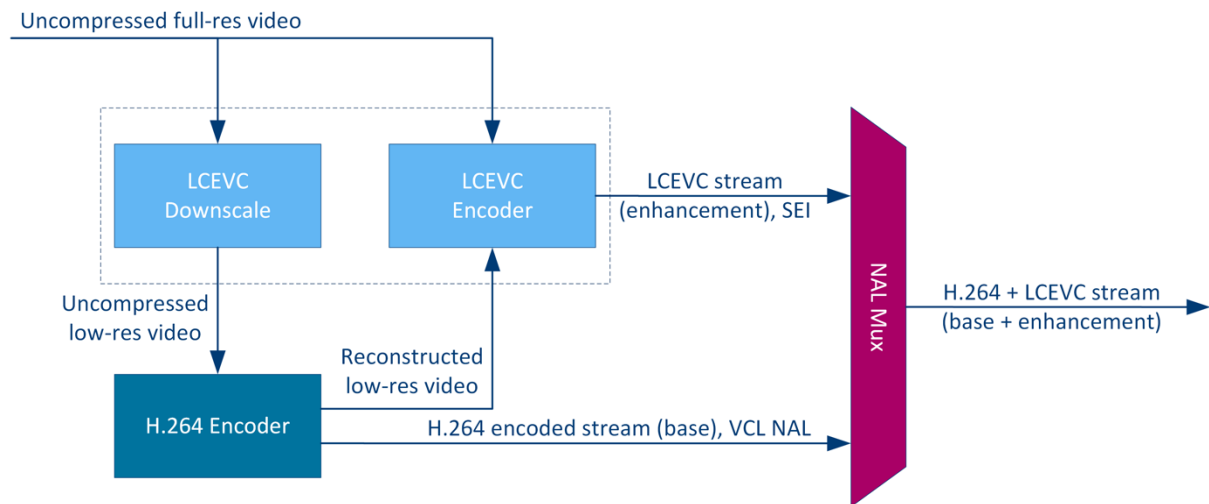 Uncompressed full-res video
LCEVC
Downscale
LCEVC
Encoder
LCEVC stream
(enhancement), SEI
Uncompressed
low-res video
Reconstructed
low-res video
H.264 Encoder
H.264 encoded stream (base), VCL NAL
NAL Mux
H.264 + LCEVC stream
(base + enhancement)